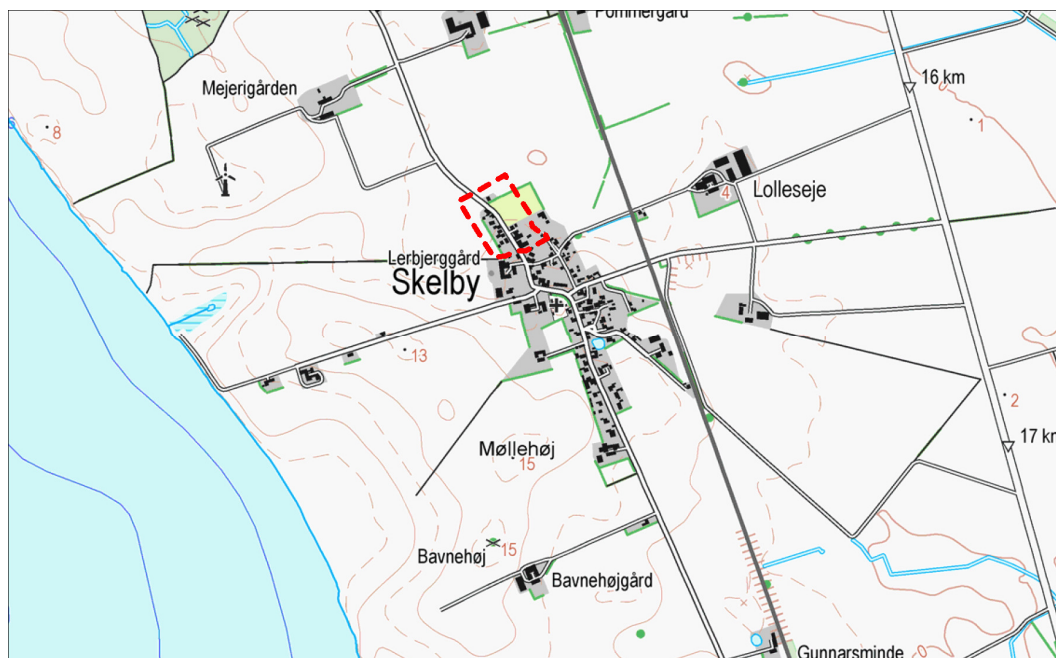 Pommergård
16 km
Mejerigården
8
1
4
Lolleseje
Lerbjerggård
Skelby
13
2
17 km
Møllehøj
15
Bavnehøj
15
Bavnehøjgård
Gunnarsminde